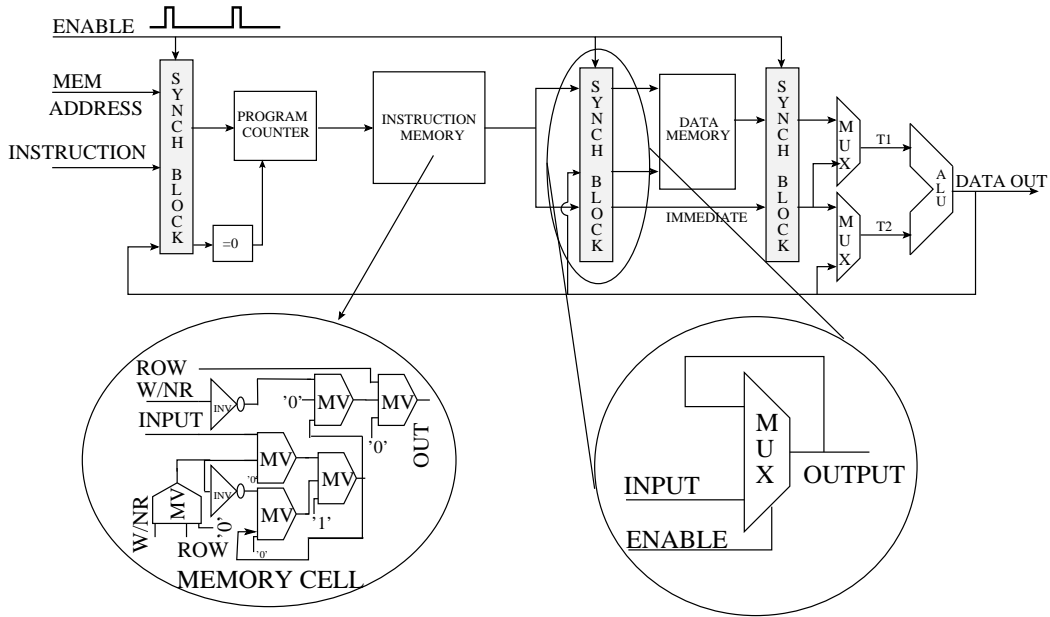 ENABLE
MEM
ADDRESS
INSTRUCTION
SYNCH BLOCK
=0
PROGRAM
COUNTER
INSTRUCTION
MEMORY
SYNCH BLOCK
DATA
MEMORY
IMMEDIATE
SYNCH BLOCK
MUX
MUX
T1
T2
ALU
DATA OUT
ROW
W/NR
INPUT
INV
'0'
MV
MV
'0'
OUT
MV
'0'
INV
MV
MV
'1'
'0'
MV
W/NR
ROW
'0'
MEMORY CELL
MUX
INPUT
ENABLE
OUTPUT